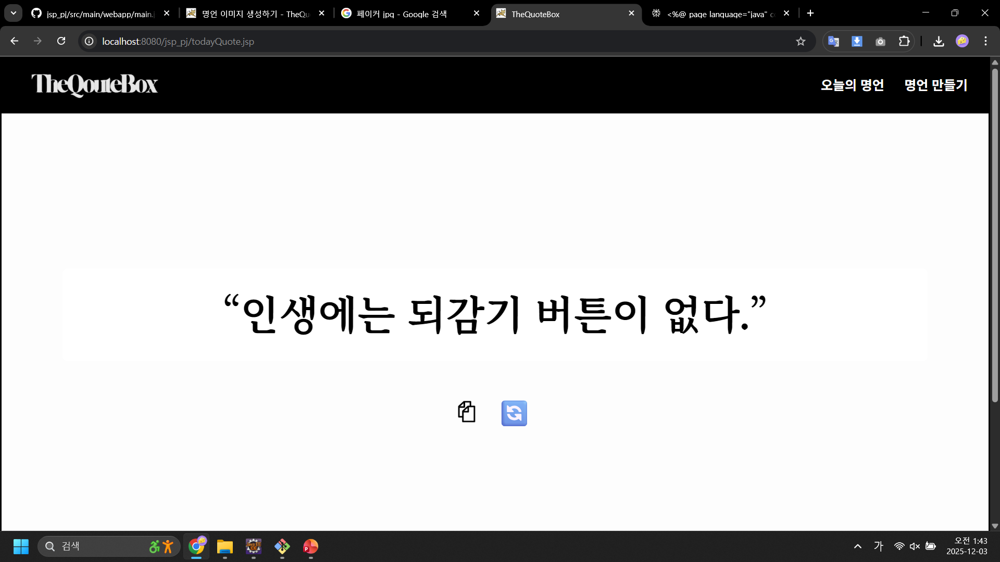 jsp_pj/src/main/webapp/main.j
명언 이미지 생성하기 - TheQu
페이커 jpg - Google 검색
TheQuoteBox
<%@ page language="java" c
localhost:8080/jsp_pj/todayQuote.jsp
TheQouteBox
오늘의 명언
명언 만들기
“인생에는 되감기 버튼이 없다.”
검색
가
오전 1:43
2025-12-03